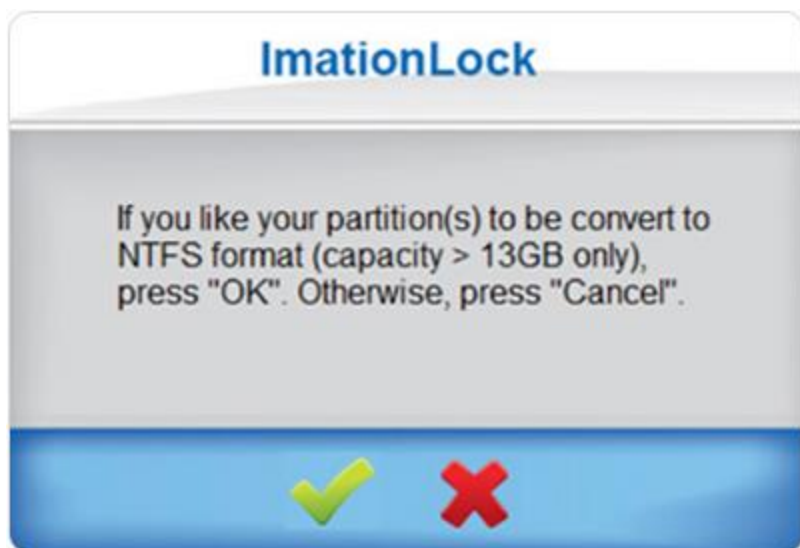 ImationLock
If you like your partition(s) to be convert to
NTFS format (capacity > 13GB only),
press "OK". Otherwise, press "Cancel".